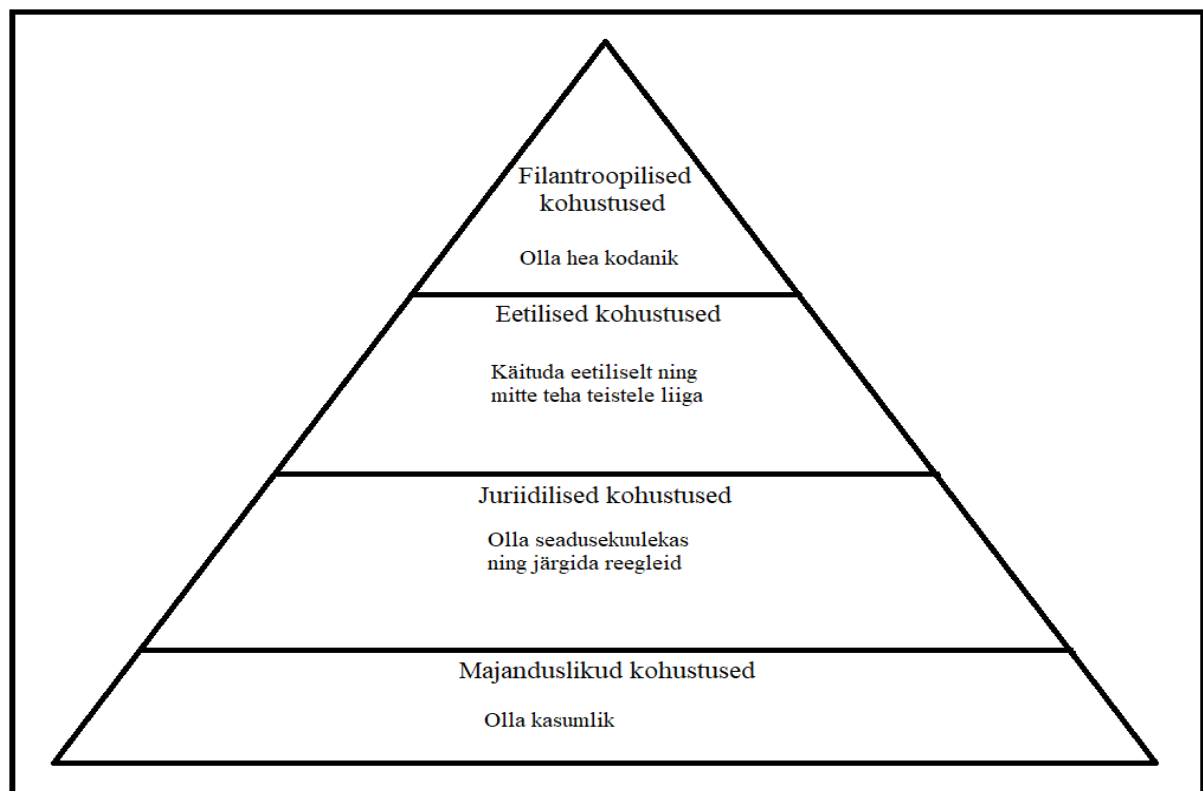 Filantroopilised
kohustused
Olla hea kodanik
Eetilised kohustused
Käituda eetiliselt ning
mitte teha teistele liiga
Juriidilised kohustused
Olla seadusekuulekas
ning järgida reegleid
Majanduslikud kohustused
Olla kasumlik